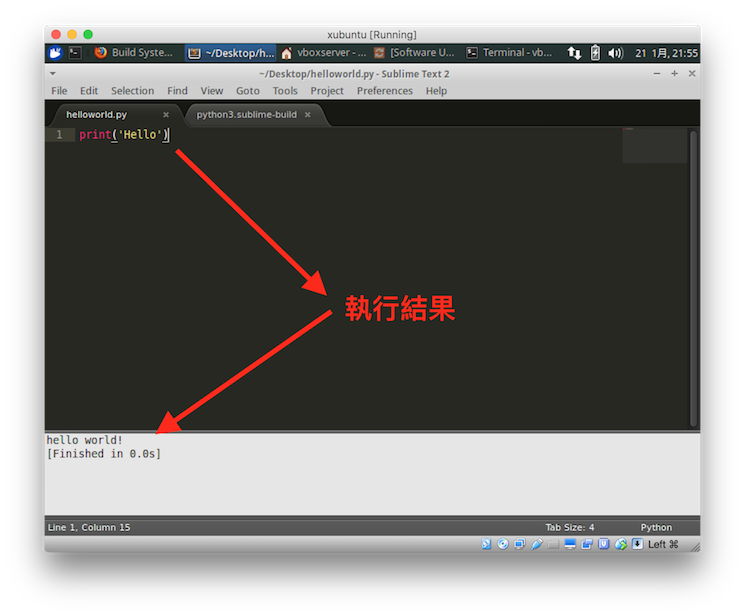 xubuntu [Running]
Build Syste... ~/Desktop/h... vboxserver - ... [Software U... Terminal - vb... 21 1月, 21:55
~/Desktop/helloworld.py - Sublime Text 2
File Edit Selection Find View Goto Tools Project Preferences Help
helloworld.py python3.sublime-build
1 print('Hello')
執行結果
hello world!
[Finished in 0.0s]
Line 1, Column 15 Tab Size: 4 Python
Left ⌘